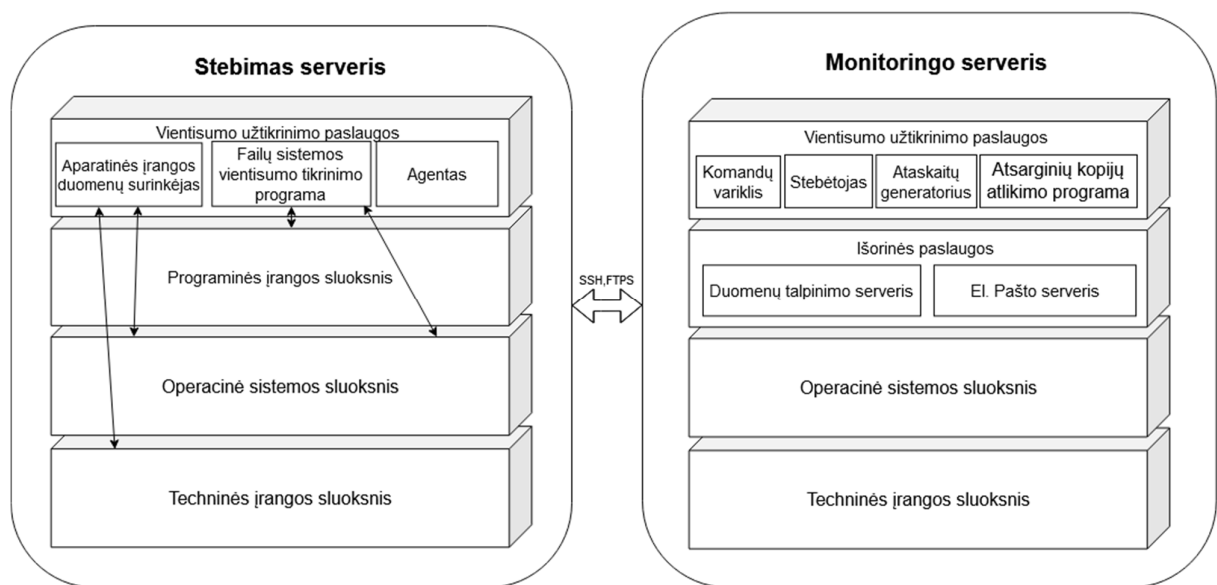 Stebimas serveris
Vientisumo užtikrinimo paslaugos
Aparatinės įrangos
duomenų surinkėjas
Failų sistemos
vientisumo tikrinimo
programa
Agentas
Programinės įrangos sluoksnis
Operacinė sistemos sluoksnis
Techninės įrangos sluoksnis
SSH,FTPS
Monitoringo serveris
Vientisumo užtikrinimo paslaugos
Komandų
variklis
Stebėtojas
Ataskaitų
generatorius
Atsarginių kopijų
atlikimo programa
Išorinės paslaugos
Duomenų talpinimo serveris
El. Pašto serveris
Operacinė sistemos sluoksnis
Techninės įrangos sluoksnis